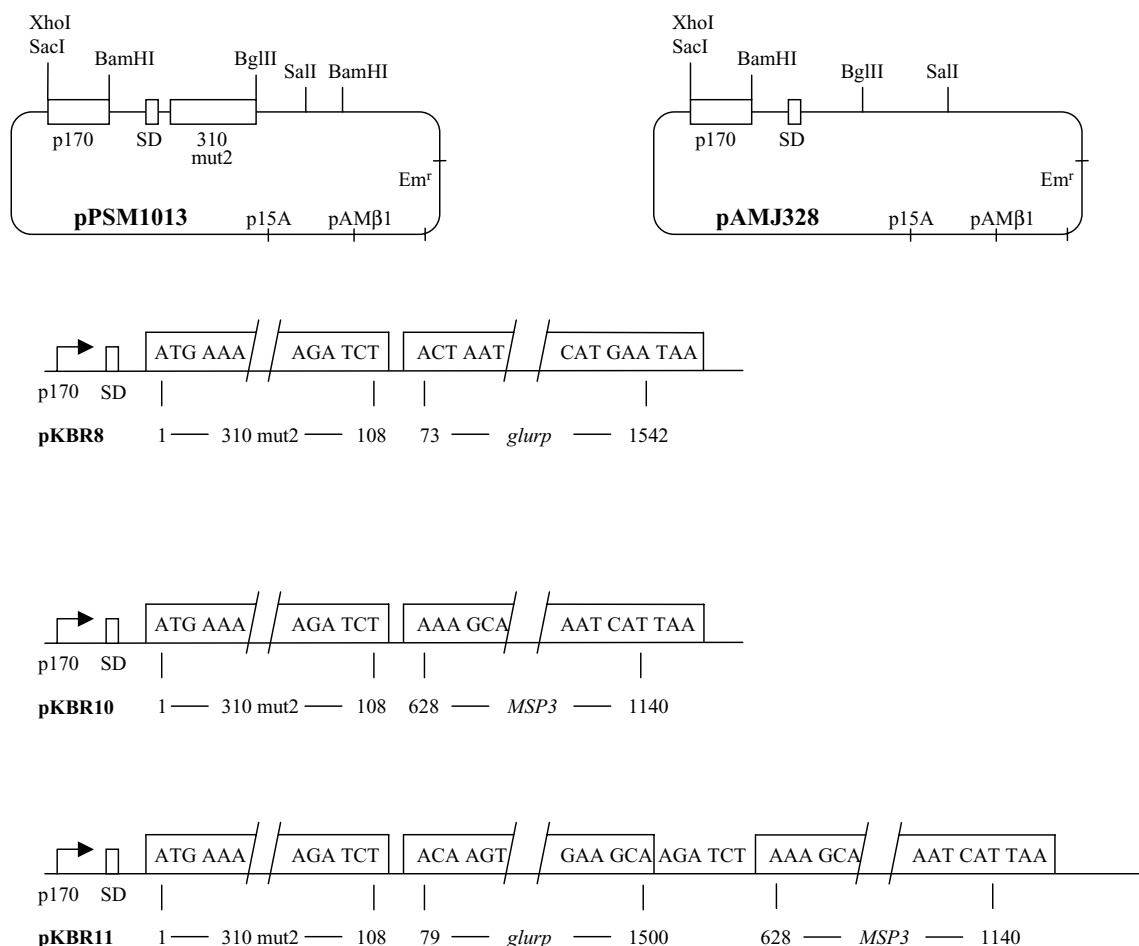 XhoI
SacI
BamHI
BglII
SalI
BamHI
p170
SD
310
mut2
Emʳ
pPSM1013
p15A
pAMβ1
XhoI
SacI
BamHI
BglII
SalI
p170
SD
Emʳ
pAMJ328
p15A
pAMβ1
ATG AAA AGA TCT ACT AAT CAT GAA TAA
p170 SD
pKBR8 1 — 310 mut2 — 108 73 — glurp — 1542
ATG AAA AGA TCT AAA GCA AAT CAT TAA
p170 SD
pKBR10 1 — 310 mut2 — 108 628 — MSP3 — 1140
ATG AAA AGA TCT ACA AGT GAA GCA AGA TCT AAA GCA AAT CAT TAA
p170 SD
pKBR11 1 — 310 mut2 — 108 79 — glurp — 1500 628 — MSP3 — 1140